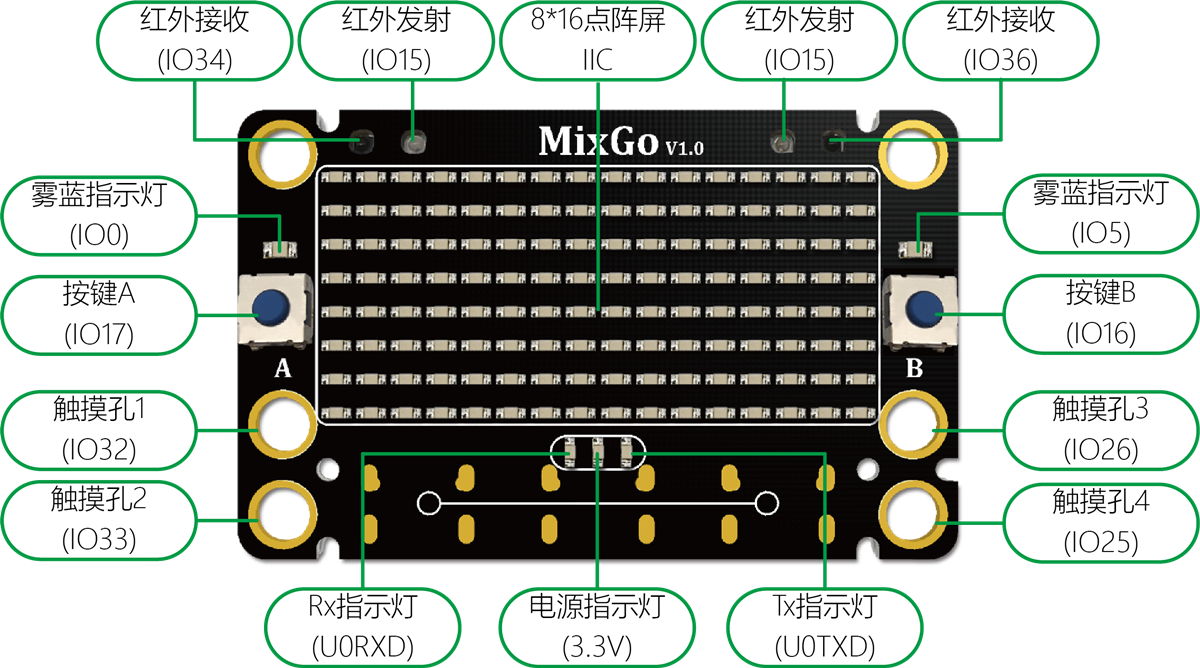 红外接收
(IO34)
红外发射
(IO15)
8*16点阵屏
IIC
红外发射
(IO15)
红外接收
(IO36)
MixGo V1.0
雾蓝指示灯
(IO0)
雾蓝指示灯
(IO5)
按键A
(IO17)
按键B
(IO16)
A
B
触摸孔1
(IO32)
触摸孔3
(IO26)
触摸孔2
(IO33)
触摸孔4
(IO25)
Rx指示灯
(U0RXD)
电源指示灯
(3.3V)
Tx指示灯
(U0TXD)